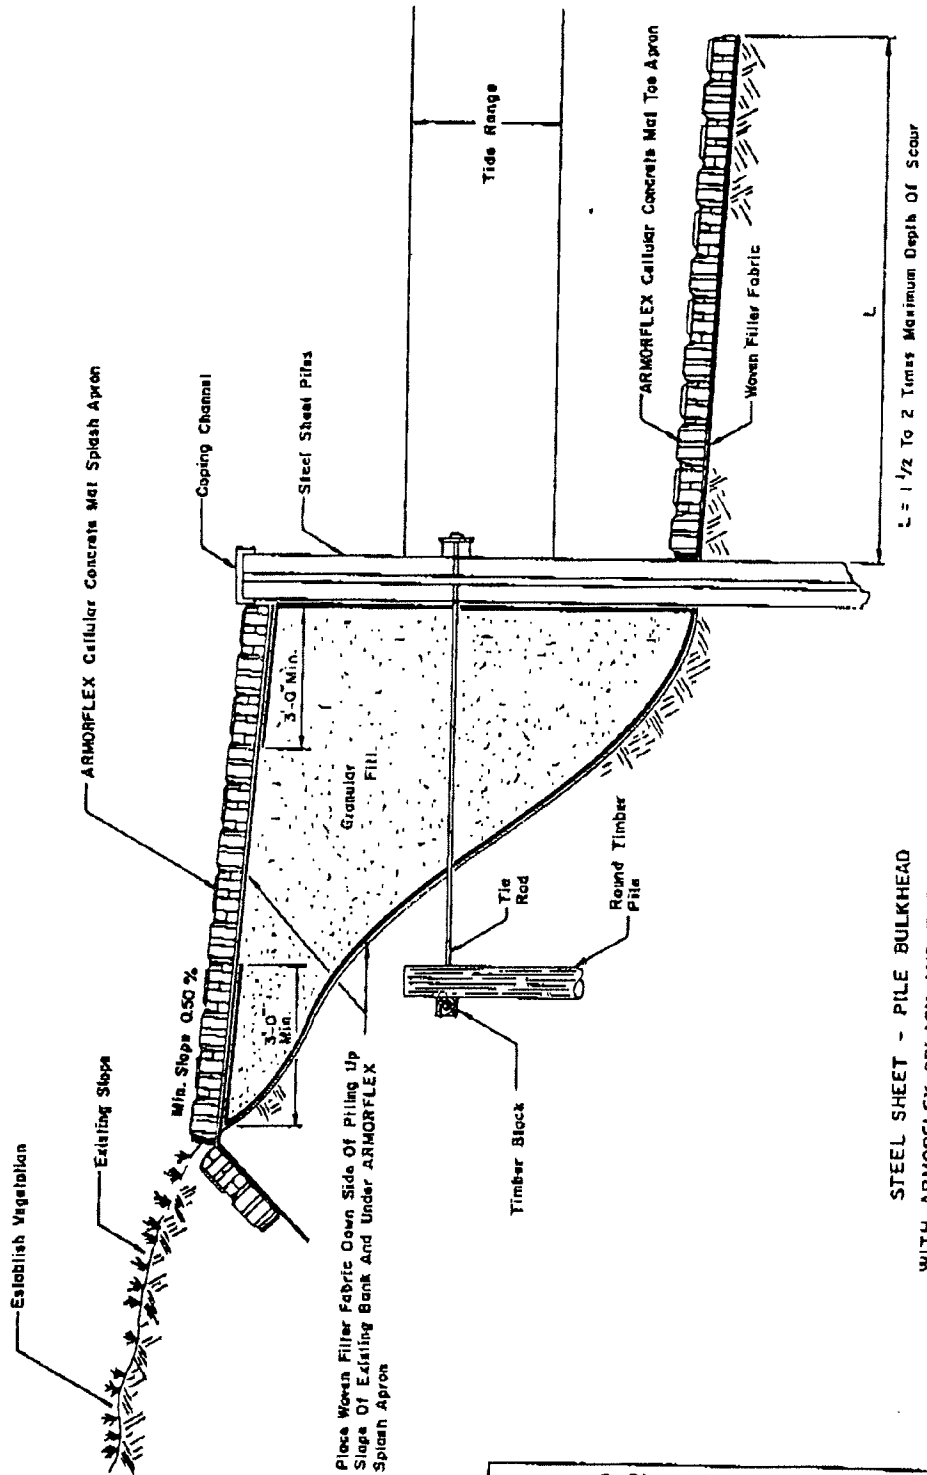 Establish Vegetation
Existing Slope
Min. Slope 0.50 %
ARMORFLEX Cellular Concrete Mat Splash Apron
Coping Channel
Steel Sheet Piles
Tide Range
3'-0" Min.
3'-0"
Min.
Granular
Fill
Place Woven Filter Fabric Down Side Of Piling Up
Slope Of Existing Bank And Under ARMORFLEX
Splash Apron
Tie
Rod
Round Timber
Pile
Timber Block
ARMORFLEX Cellular Concrete Mat Toe Apron
Woven Filter Fabric
L
L = 1 1/2 To 2 Times Maximum Depth Of Scour
STEEL SHEET - PILE BULKHEAD